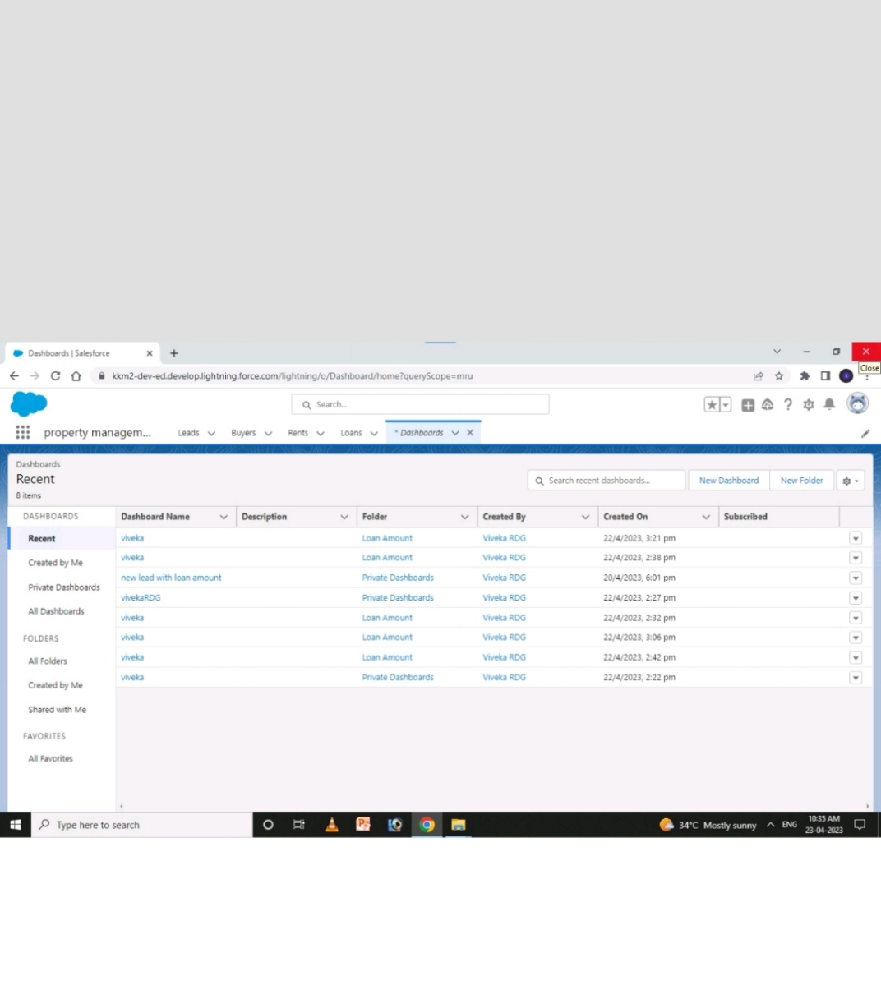 Dashboards | Salesforce
kkm2-dev-ed.develop.lightning.force.com/lightning/o/Dashboard/home?queryScope=mru
Close
Search...
property managem... Leads Buyers Rents Loans * Dashboards
Dashboards
Recent
8 items
Search recent dashboards... New Dashboard New Folder
DASHBOARDS Dashboard Name Description Folder Created By Created On Subscribed
Recent viveka Loan Amount Viveka RDG 22/4/2023, 3:21 pm
Created by Me viveka Loan Amount Viveka RDG 22/4/2023, 2:38 pm
Private Dashboards new lead with loan amount Private Dashboards Viveka RDG 20/4/2023, 6:01 pm
All Dashboards vivekaRDG Private Dashboards Viveka RDG 22/4/2023, 2:27 pm
viveka Loan Amount Viveka RDG 22/4/2023, 2:32 pm
FOLDERS viveka Loan Amount Viveka RDG 22/4/2023, 3:06 pm
All Folders viveka Loan Amount Viveka RDG 22/4/2023, 2:42 pm
Created by Me viveka Private Dashboards Viveka RDG 22/4/2023, 2:22 pm
Shared with Me
FAVORITES
All Favorites
Type here to search 34°C Mostly sunny ENG 10:35 AM
23-04-2023